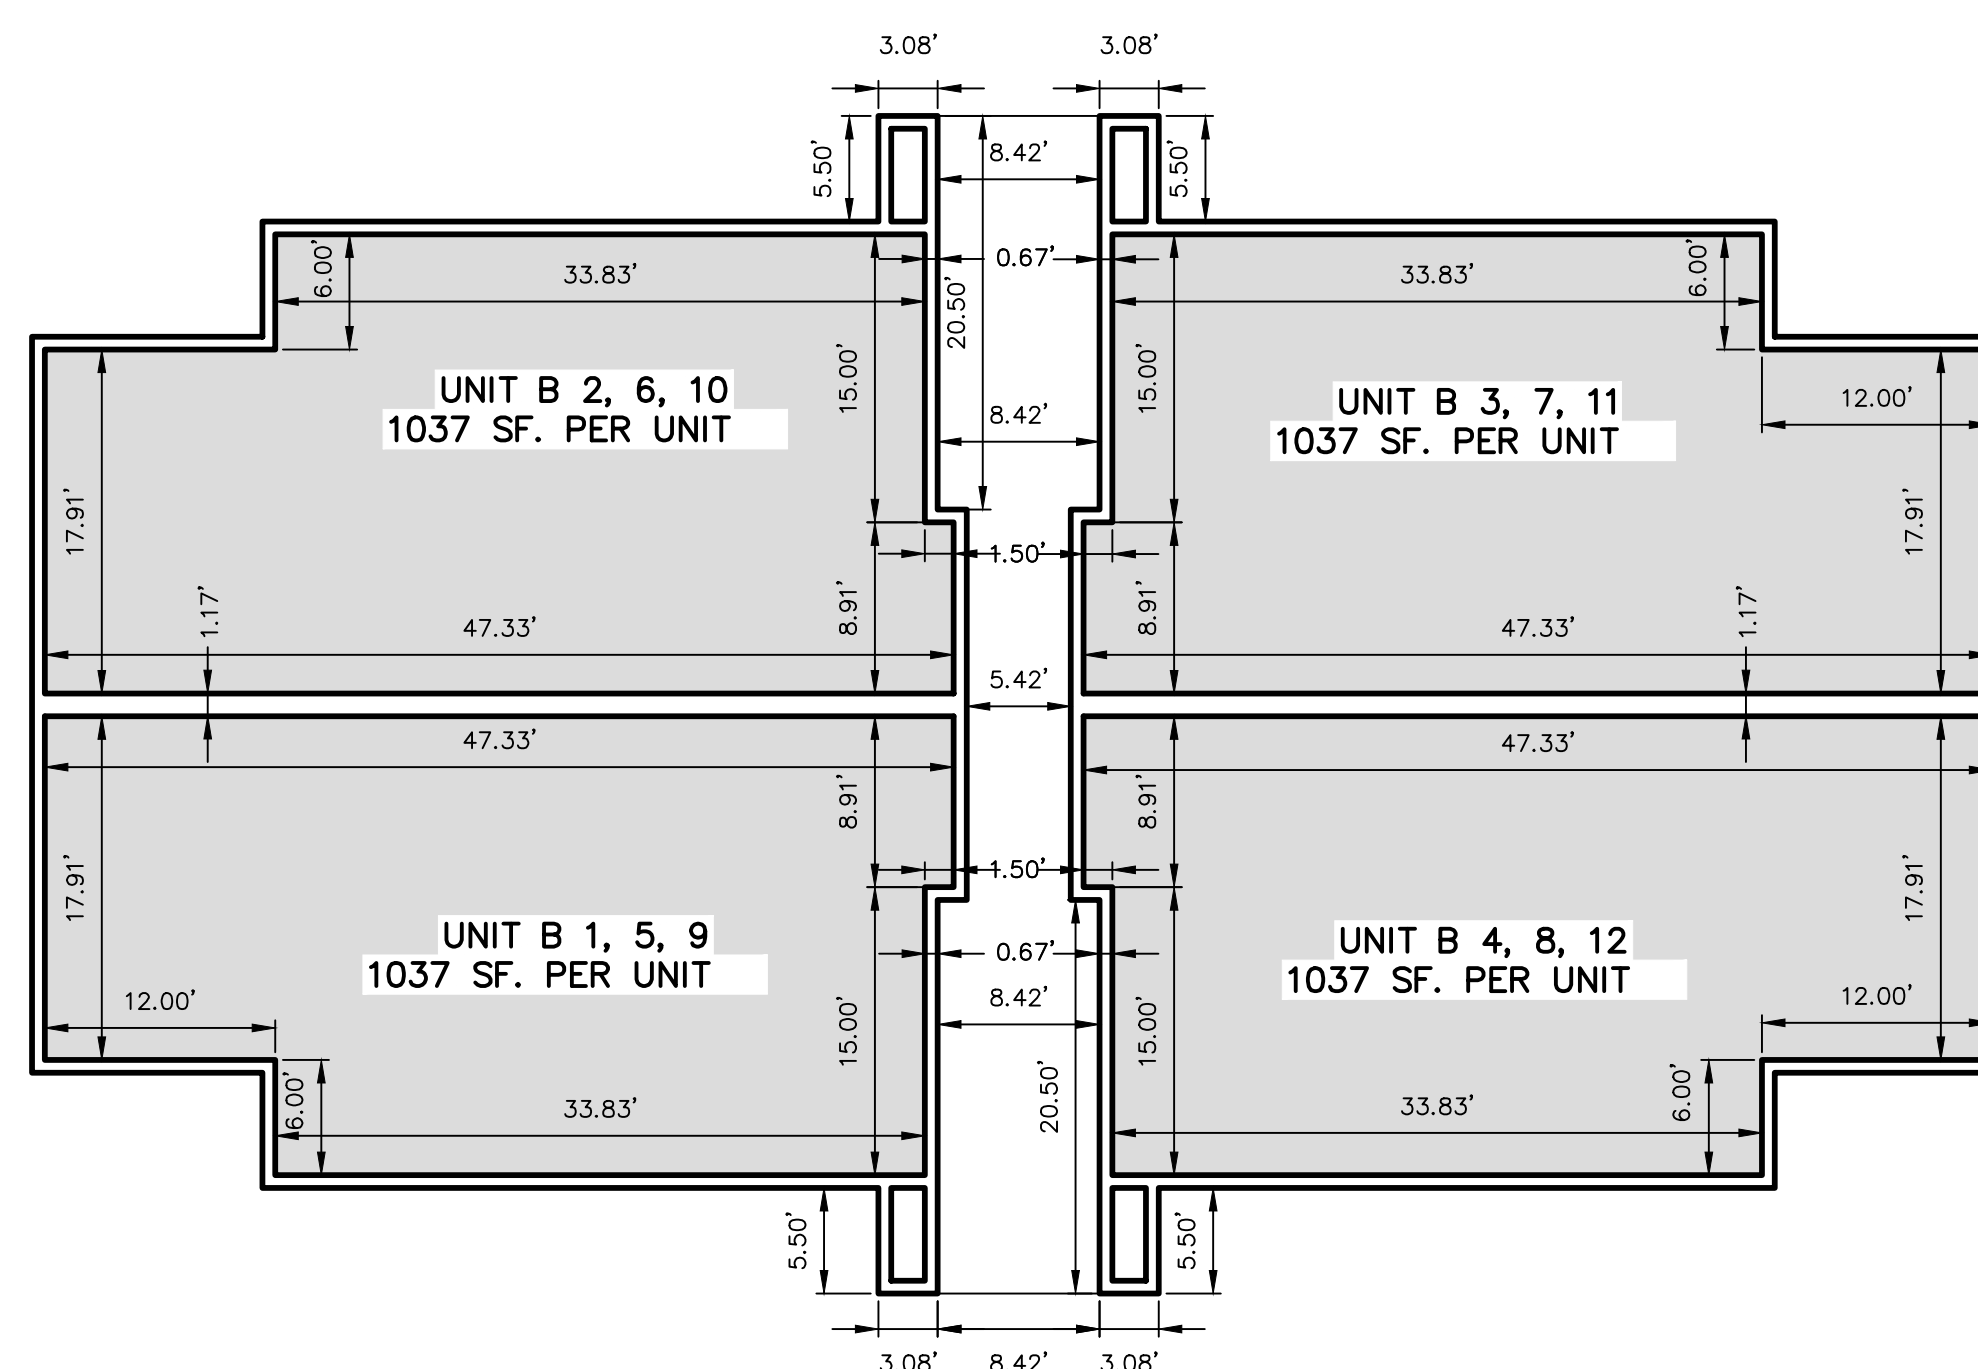 3.08’ 3.08’
5.50’ 8.42’ 5.50’
6.00’ 33.83’ 0.67’ 33.83’ 6.00’
20.50’
15.00’ 15.00’
UNIT B 2, 6, 10
1037 SF. PER UNIT
8.42’
UNIT B 3, 7, 11
1037 SF. PER UNIT
12.00’
17.91’ 1.50’ 17.91’
1.17’ 8.91’ 8.91’ 1.17’
47.33’ 47.33’
5.42’
47.33’ 47.33’
8.91’ 8.91’
17.91’ 1.50’ 17.91’
UNIT B 1, 5, 9
1037 SF. PER UNIT
0.67’
UNIT B 4, 8, 12
1037 SF. PER UNIT
12.00’ 8.42’ 12.00’
15.00’ 15.00’
6.00’ 33.83’ 20.50’ 33.83’ 6.00’
5.50’ 5.50’
3.08’ 8.42’ 3.08’